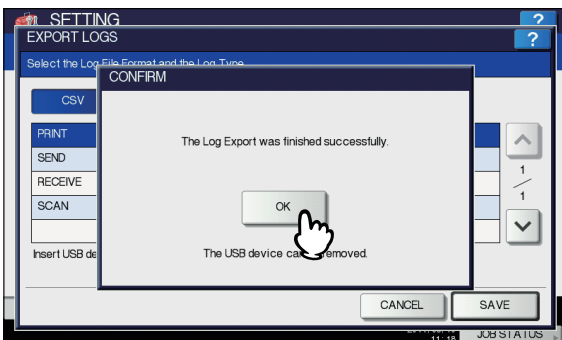 SETTING
?
EXPORT LOGS
?
Select the Log File Format and the Log Type
CONFIRM
CSV
PRINT
The Log Export was finished successfully.
SEND
RECEIVE
1
1
SCAN
OK
Insert USB de
The USB device can removed.
CANCEL
SAVE
11:18
JOB STATUS